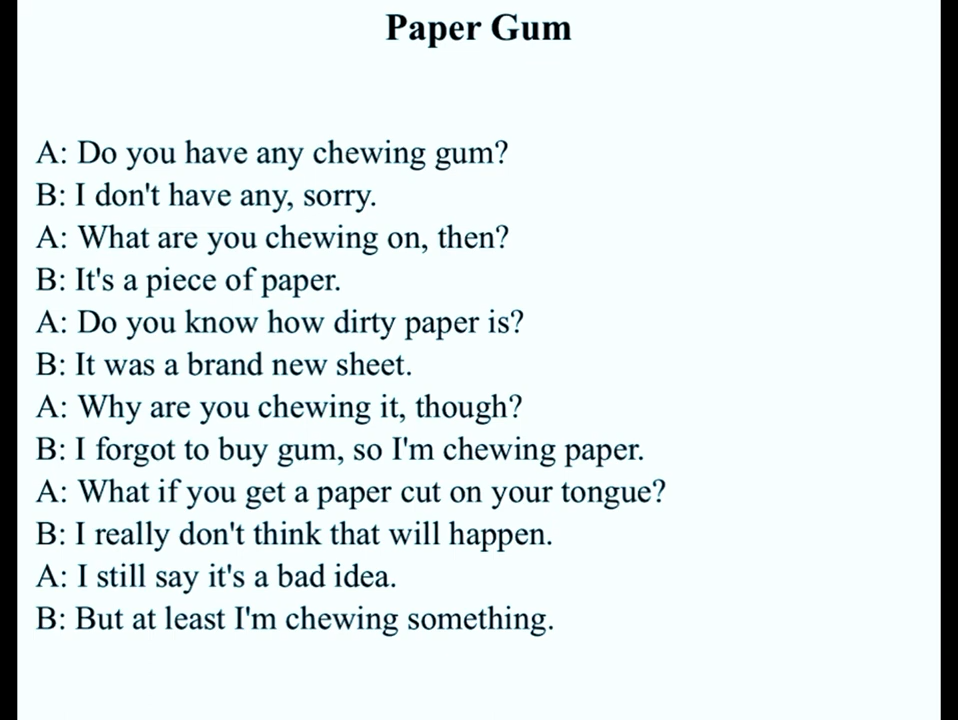 Paper Gum
A: Do you have any chewing gum?
B: I don't have any, sorry.
A: What are you chewing on, then?
B: It's a piece of paper.
A: Do you know how dirty paper is?
B: It was a brand new sheet.
A: Why are you chewing it, though?
B: I forgot to buy gum, so I'm chewing paper.
A: What if you get a paper cut on your tongue?
B: I really don't think that will happen.
A: I still say it's a bad idea.
B: But at least I'm chewing something.